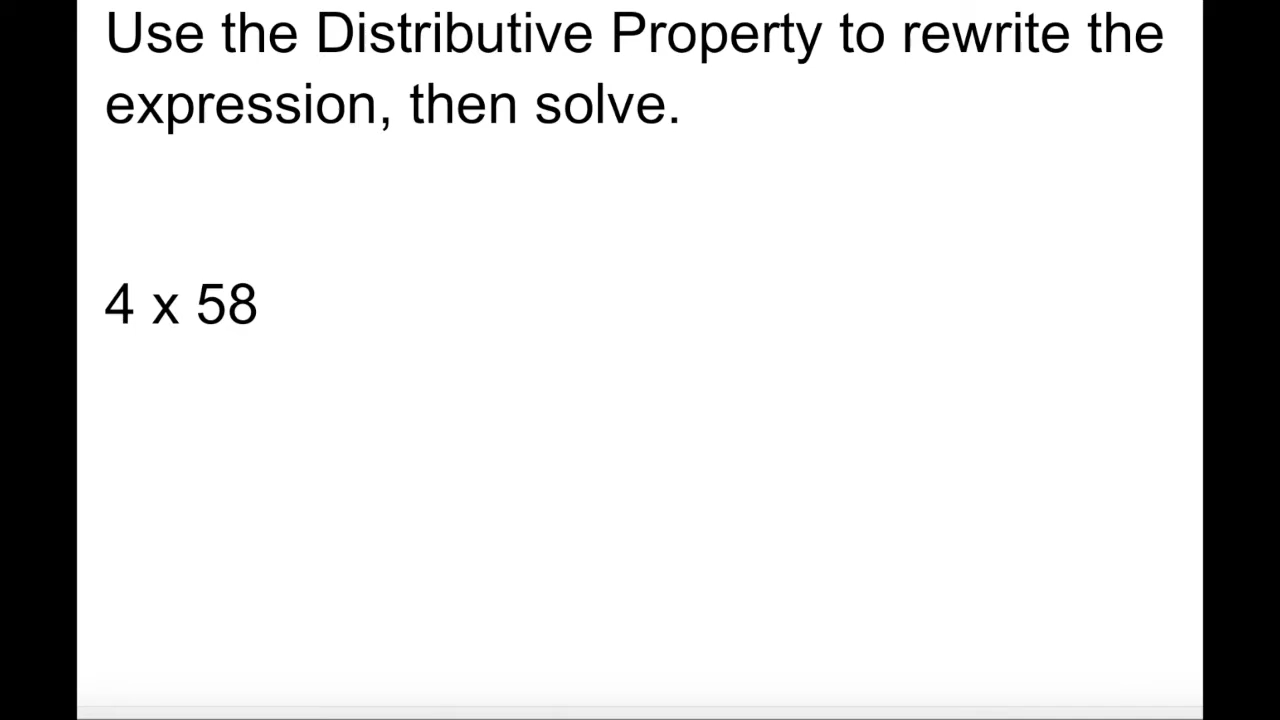 Use the Distributive Property to rewrite the
expression, then solve.
4 x 58